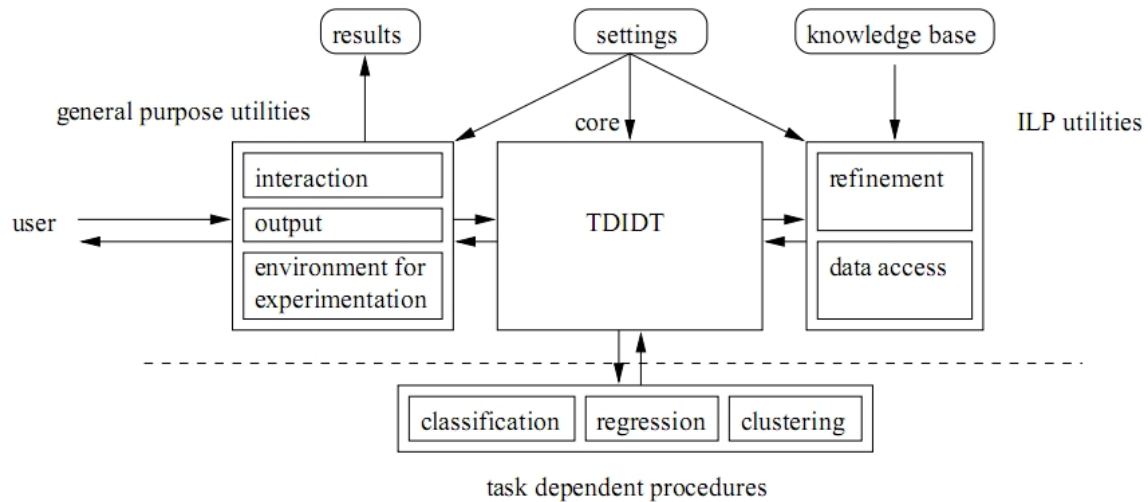 results
settings
knowledge base
general purpose utilities
core
ILP utilities
interaction
refinement
user
output
TDIDT
environment for
experimentation
data access
classification
regression
clustering
task dependent procedures